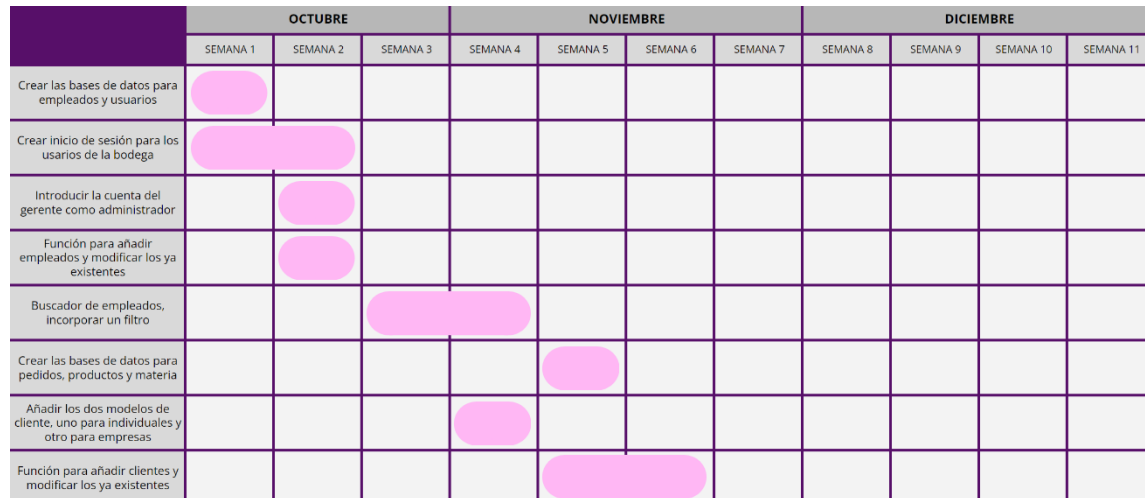 OCTUBRE NOVIEMBRE DICIEMBRE
SEMANA 1 SEMANA 2 SEMANA 3 SEMANA 4 SEMANA 5 SEMANA 6 SEMANA 7 SEMANA 8 SEMANA 9 SEMANA 10 SEMANA 11
Crear las bases de datos para
empleados y usuarios
Crear inicio de sesión para los
usarios de la bodega
Introducir la cuenta del
gerente como administrador
Función para añadir
empleados y modificar los ya
existentes
Buscador de empleados,
incorporar un filtro
Crear las bases de datos para
pedidos, productos y materia
Añadir los dos modelos de
cliente, uno para individuales y
otro para empresas
Función para añadir clientes y
modificar los ya existentes